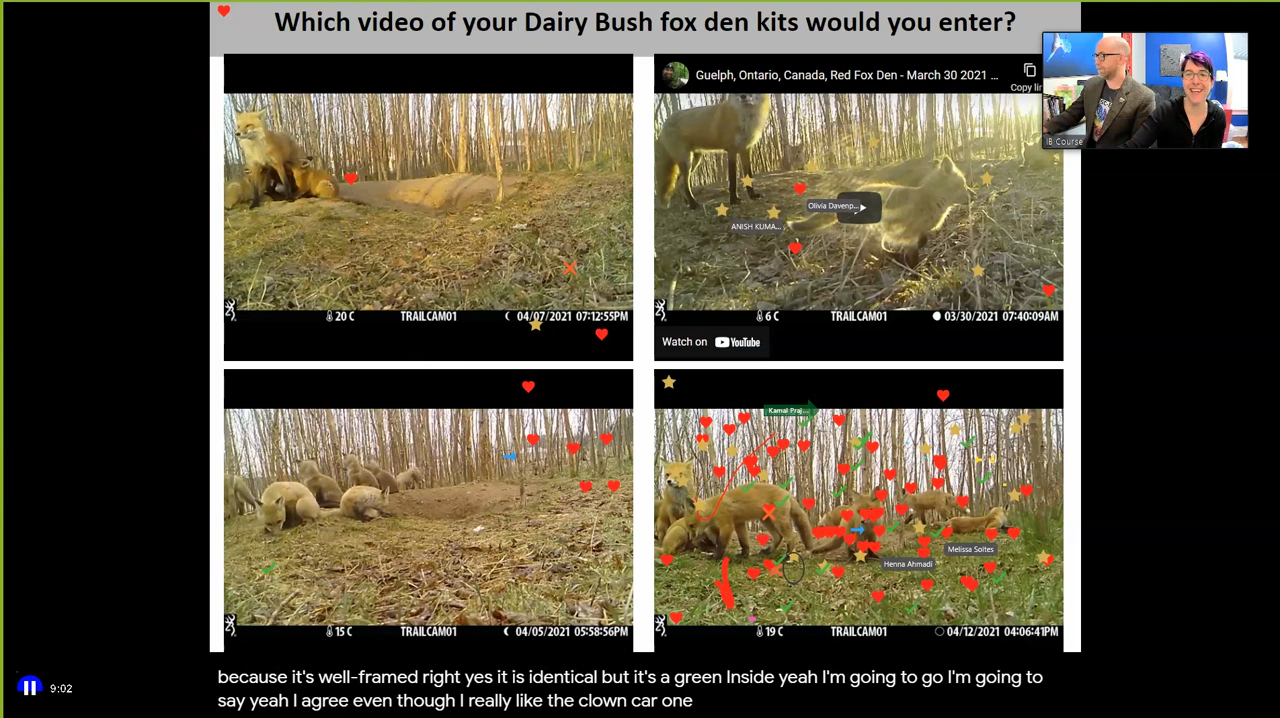 Which video of your Dairy Bush fox den kits would you enter?
Guelph, Ontario, Canada, Red Fox Den - March 30 2021 ...
Copy lin
IB Course
Olivia Davenp...
ANISH KUMA...
20 C TRAILCAM01 04/07/2021 07:12:55PM
6 C TRAILCAM01 03/30/2021 07:40:09AM
Watch on YouTube
Kamal Praj...
Melissa Soltes
Henna Ahmadi
15 C TRAILCAM01 04/05/2021 05:58:56PM
19 C TRAILCAM01 04/12/2021 04:06:41PM
because it's well-framed right yes it is identical but it's a green Inside yeah I'm going to go I'm going to
say yeah I agree even though I really like the clown car one
9:02